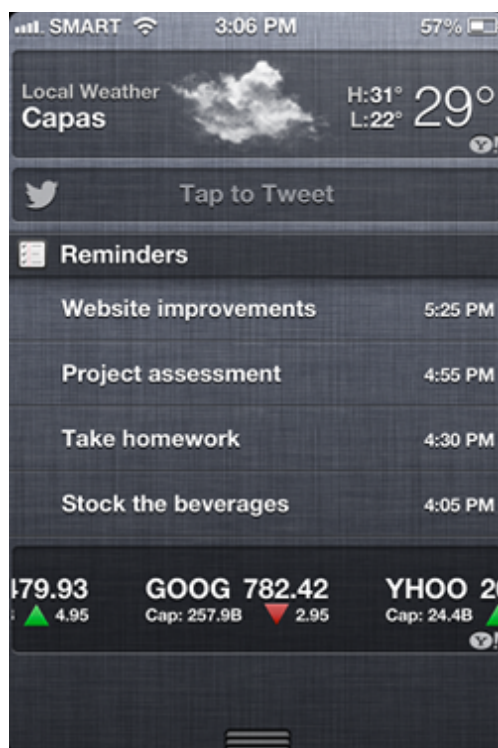 SMART 3:06 PM 57%
Local Weather
Capas
H:31°
L:22°
29°
Y!
Tap to Tweet
Reminders
Website improvements 5:25 PM
Project assessment 4:55 PM
Take homework 4:30 PM
Stock the beverages 4:05 PM
479.93 GOOG 782.42 YHOO
4.95 Cap: 257.9B 2.95 Cap: 24.4B
Y!